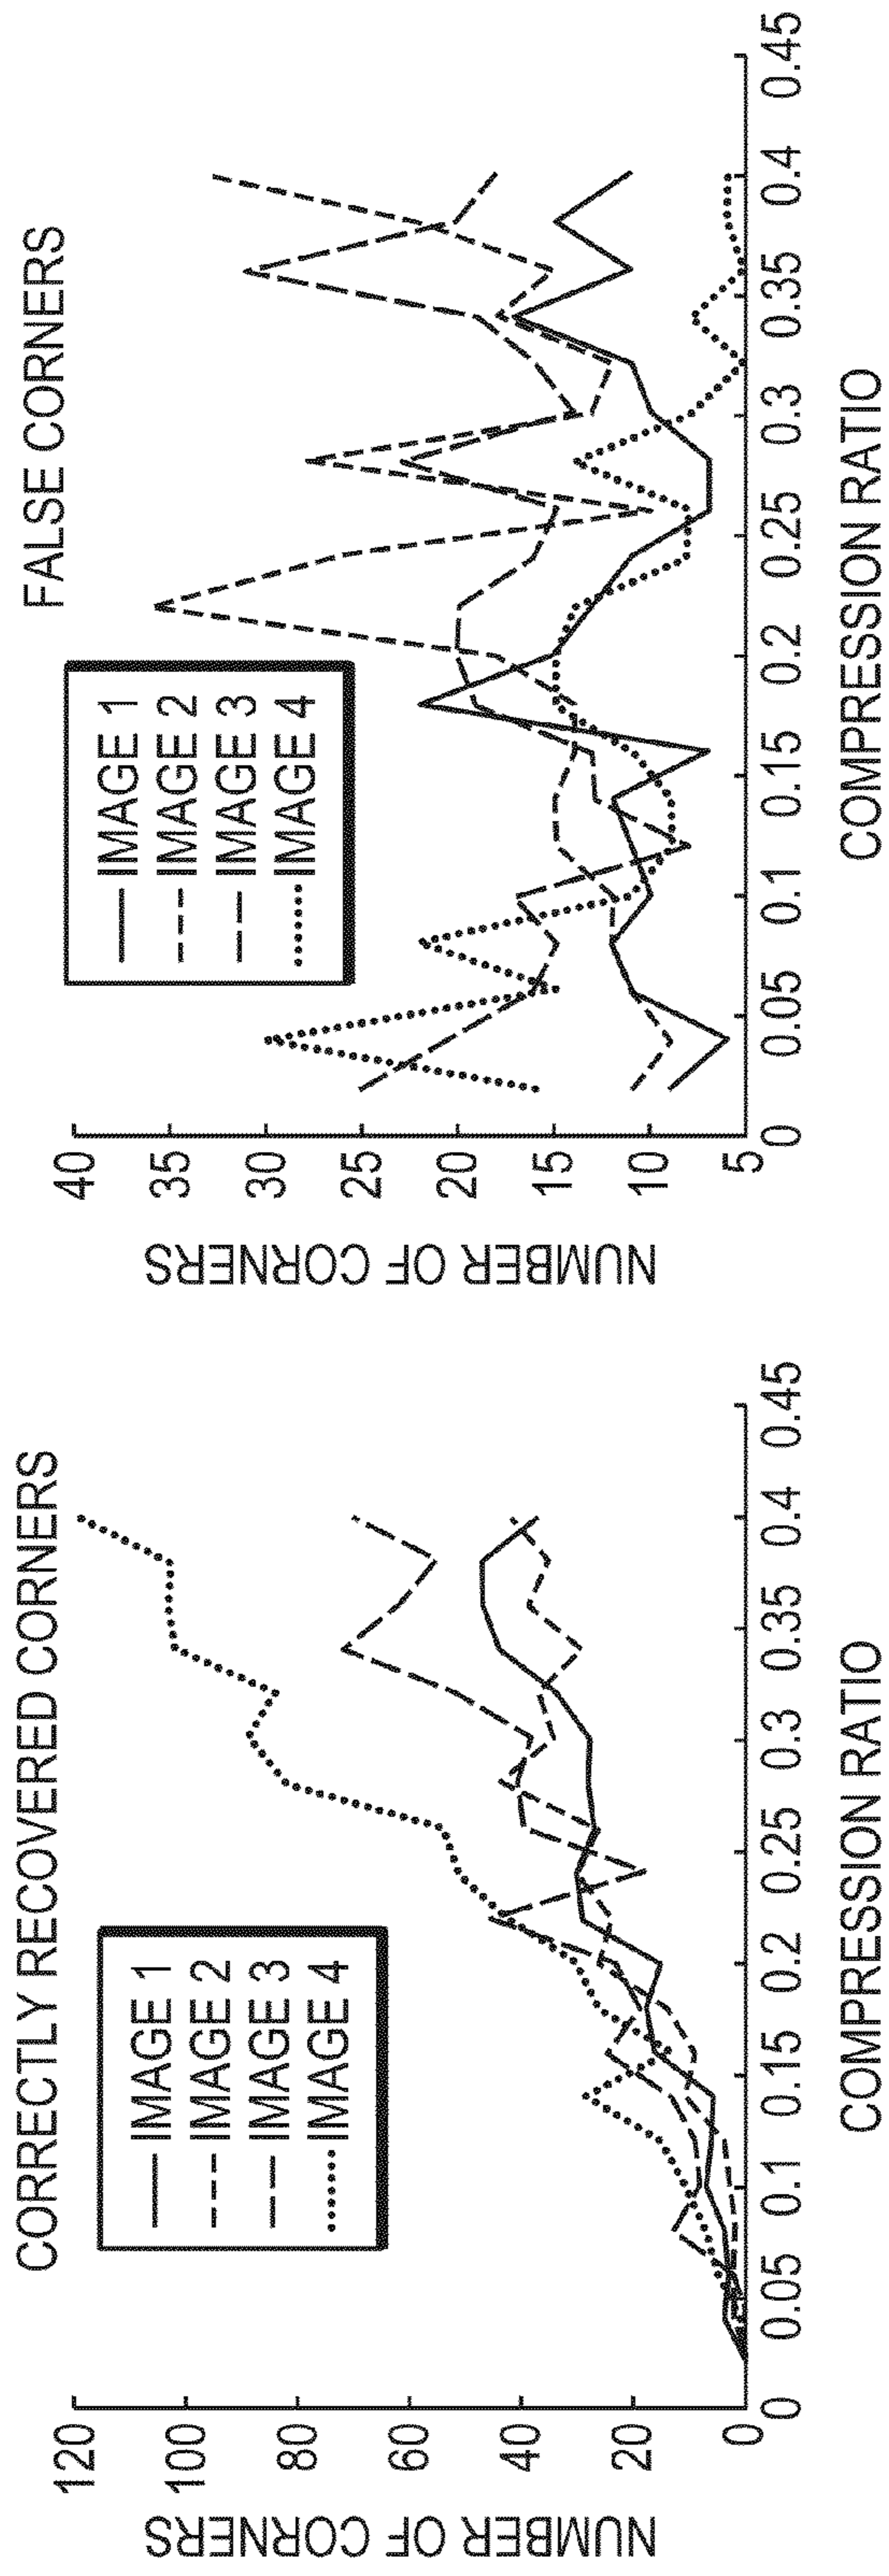 CORRECTLY RECOVERED CORNERS
120
100
80
60
40
20
0
NUMBER OF CORNERS
IMAGE 1
IMAGE 2
IMAGE 3
IMAGE 4
0 0.05 0.1 0.15 0.2 0.25 0.3 0.35 0.4 0.45
COMPRESSION RATIO
FALSE CORNERS
40
35
30
25
20
15
10
5
NUMBER OF CORNERS
IMAGE 1
IMAGE 2
IMAGE 3
IMAGE 4
0 0.05 0.1 0.15 0.2 0.25 0.3 0.35 0.4 0.45
COMPRESSION RATIO